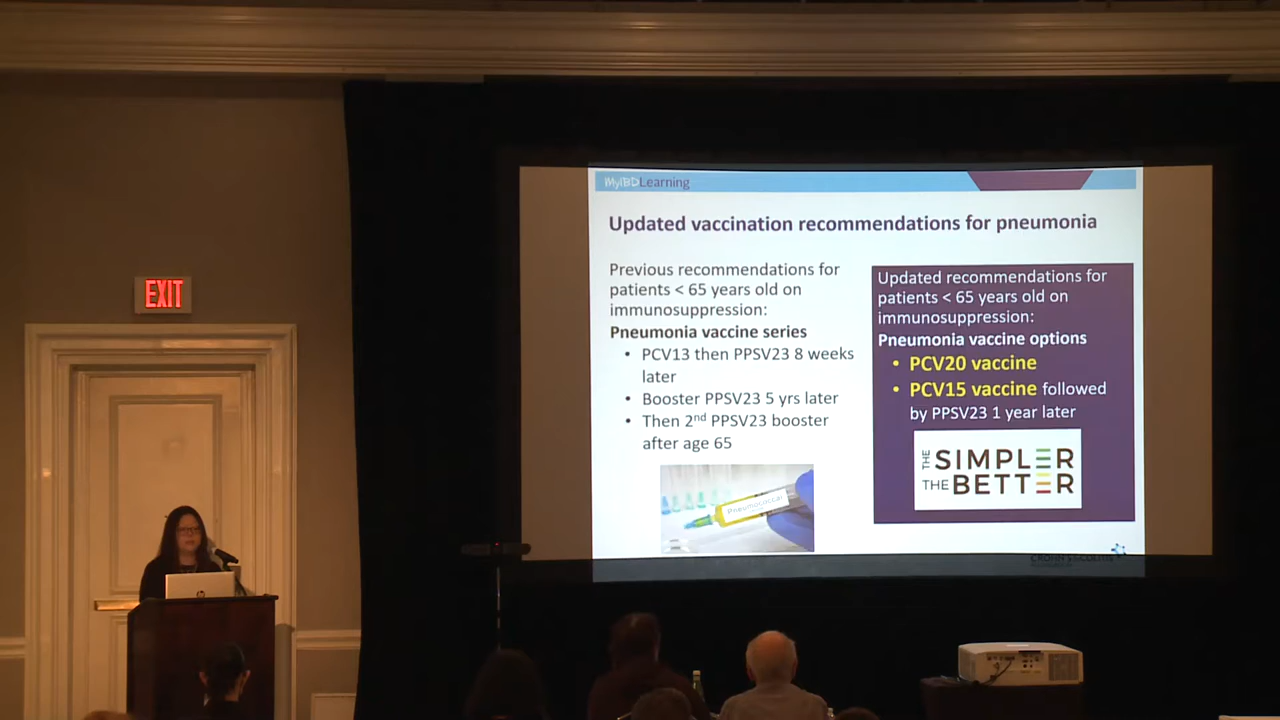 MyIBDLearning
Updated vaccination recommendations for pneumonia
Previous recommendations for
patients < 65 years old on
immunosuppression:
Pneumonia vaccine series
• PCV13 then PPSV23 8 weeks
later
• Booster PPSV23 5 yrs later
• Then 2nd PPSV23 booster
after age 65
Pneumococcal
Updated recommendations for
patients < 65 years old on
immunosuppression:
Pneumonia vaccine options
• PCV20 vaccine
• PCV15 vaccine followed
by PPSV23 1 year later
THE SIMPLER
THE BETTER
EXIT
hp